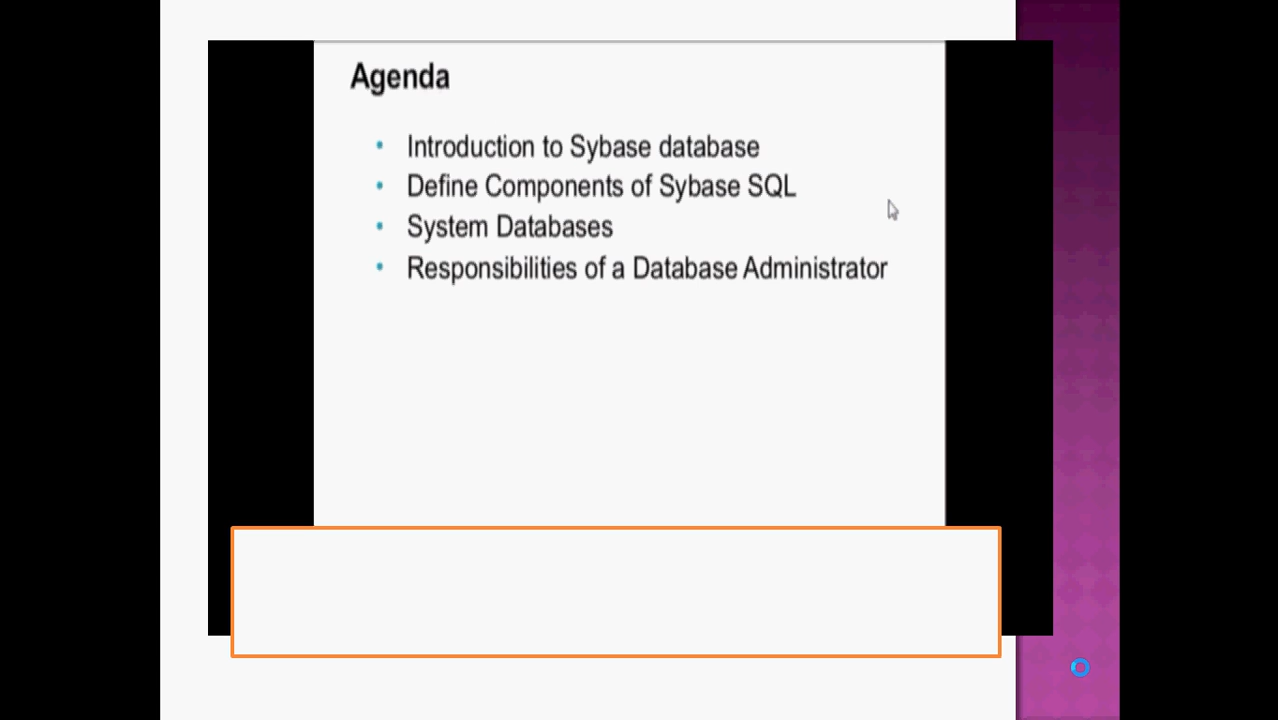 Agenda
• Introduction to Sybase database
• Define Components of Sybase SQL
• System Databases
• Responsibilities of a Database Administrator